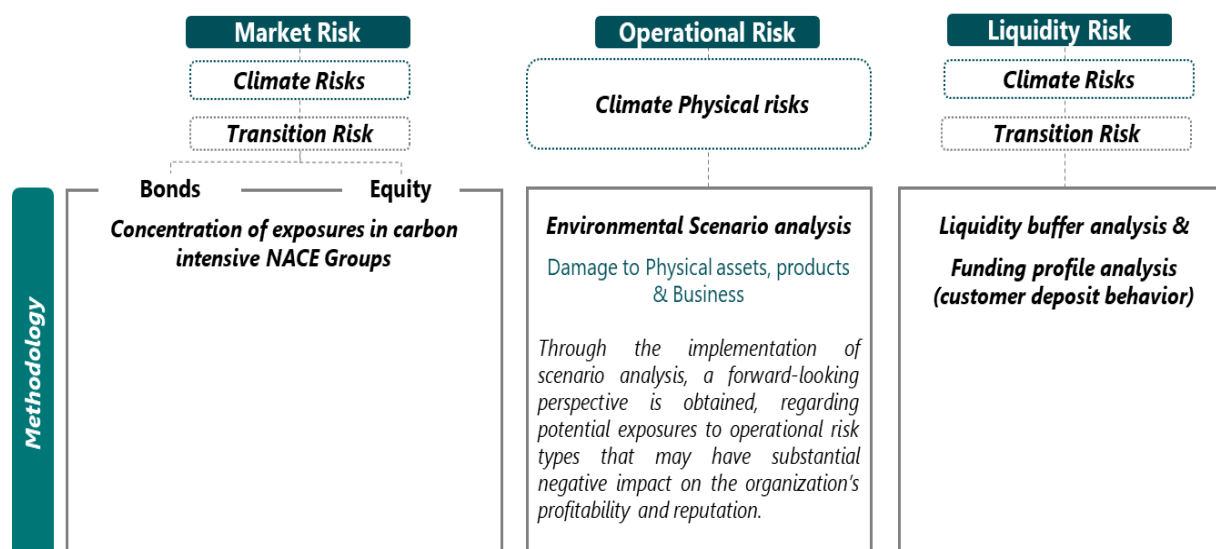 Market Risk
Climate Risks
Transition Risk
Bonds
Equity
Concentration of exposures in carbon
intensive NACE Groups
Operational Risk
Climate Physical risks
Environmental Scenario analysis
Damage to Physical assets, products
& Business
Through the implementation of
scenario analysis, a forward-looking
perspective is obtained, regarding
potential exposures to operational risk
types that may have substantial
negative impact on the organization's
profitability and reputation.
Liquidity Risk
Climate Risks
Transition Risk
Liquidity buffer analysis &
Funding profile analysis
(customer deposit behavior)
Methodology